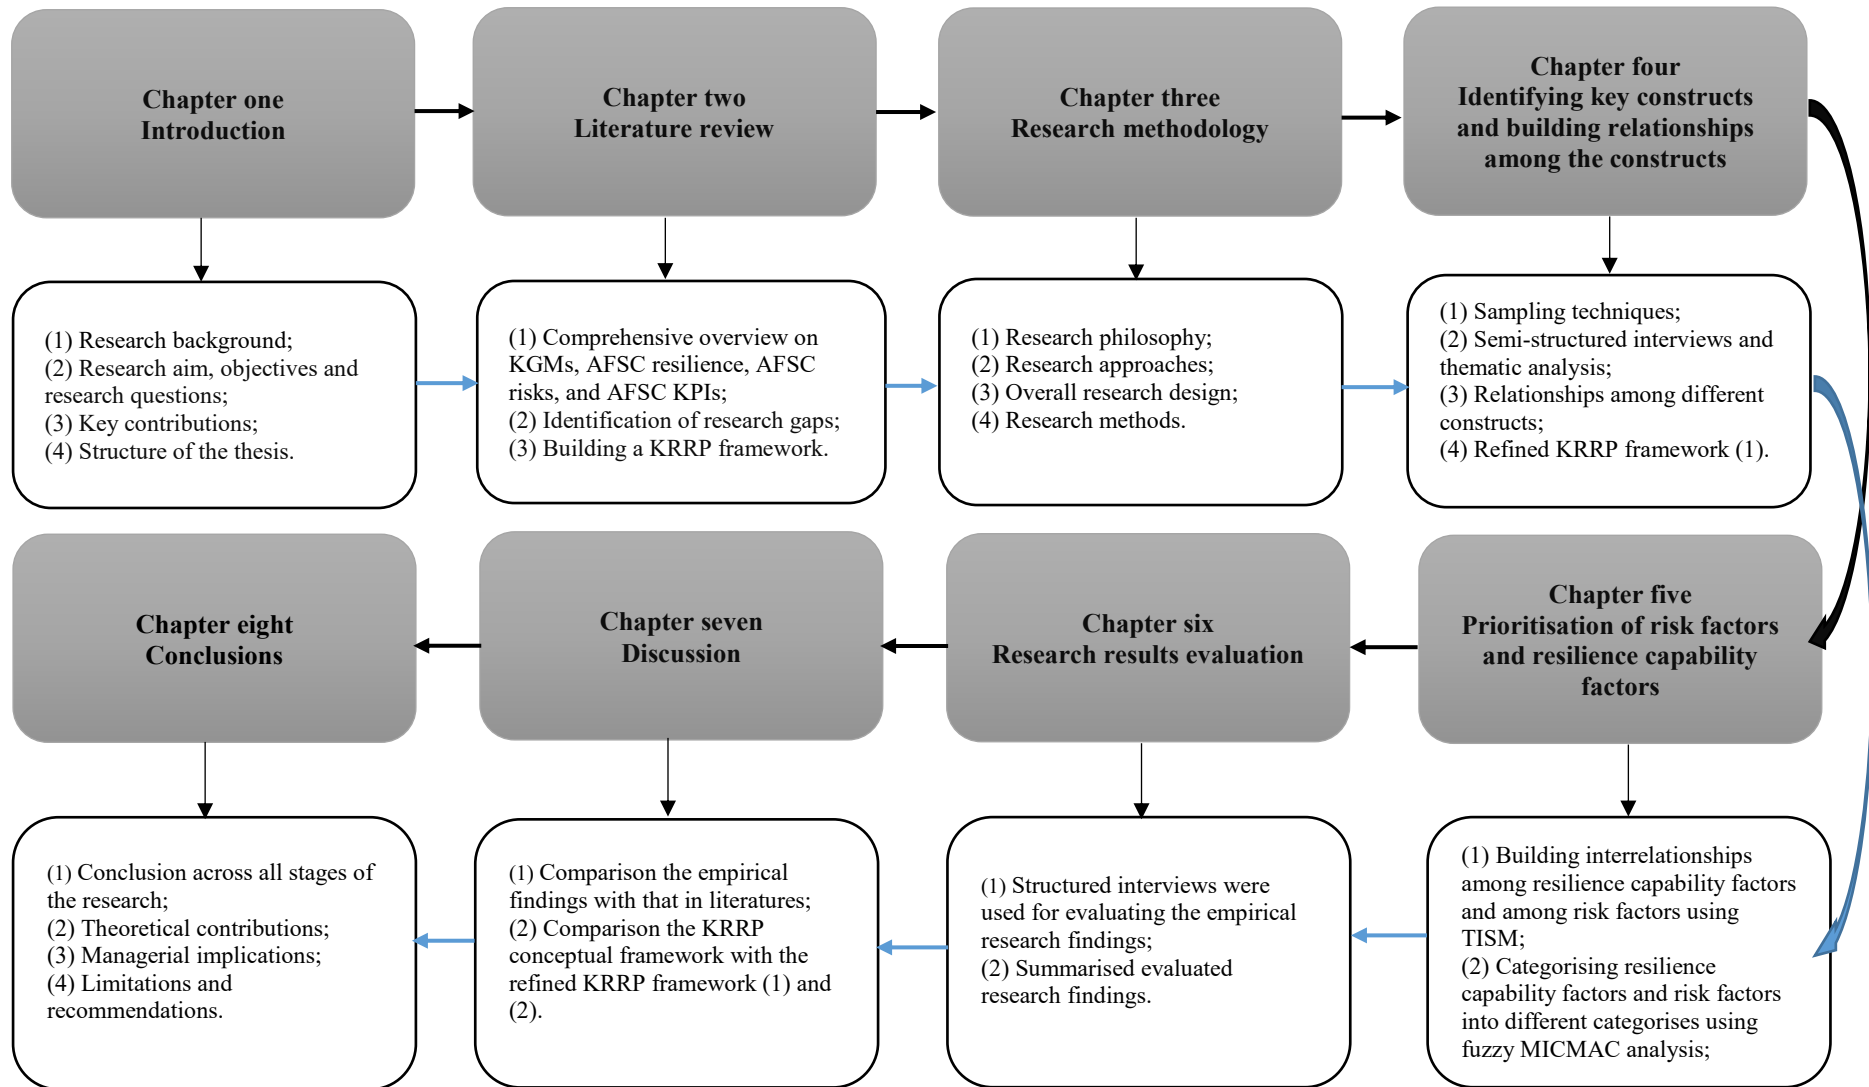 Chapter one
Introduction
Chapter two
Literature review
Chapter three
Research methodology
Chapter four
Identifying key constructs
and building relationships
among the constructs
(1) Research background;
(2) Research aim, objectives and
research questions;
(3) Key contributions;
(4) Structure of the thesis.
(1) Comprehensive overview on
KGMs, AFSC resilience, AFSC
risks, and AFSC KPIs;
(2) Identification of research gaps;
(3) Building a KRRP framework.
(1) Research philosophy;
(2) Research approaches;
(3) Overall research design;
(4) Research methods.
(1) Sampling techniques;
(2) Semi-structured interviews and
thematic analysis;
(3) Relationships among different
constructs;
(4) Refined KRRP framework (1).
Chapter five
Prioritisation of risk factors
and resilience capability
factors
Chapter six
Research results evaluation
Chapter seven
Discussion
Chapter eight
Conclusions
(1) Building interrelationships
among resilience capability factors
and among risk factors using
TISM;
(2) Categorising resilience
capability factors and risk factors
into different categorises using
fuzzy MICMAC analysis;
(1) Structured interviews were
used for evaluating the empirical
research findings;
(2) Summarised evaluated
research findings.
(1) Comparison the empirical
findings with that in literatures;
(2) Comparison the KRRP
conceptual framework with the
refined KRRP framework (1) and
(2).
(1) Conclusion across all stages of
the research;
(2) Theoretical contributions;
(3) Managerial implications;
(4) Limitations and
recommendations.